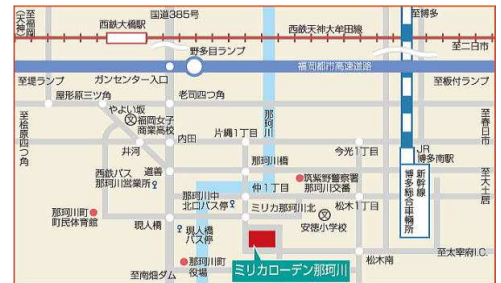 至福岡
(天神)
西鉄大橋駅
国道385号
西鉄天神大牟田線
至博多
至二日市
野多目ランプ
福岡都市高速道路
至堤ランプ
ガンセンター入口
至板付ランプ
屋形原三ツ角
老司四つ角
那珂川
やよい坂
福岡女子
商業高校
至桧原四つ角
至春日市
井河
内田
片縄1丁目
今光1丁目
JR
博多南駅
道善
那珂川橋
西鉄バス
那珂川営業所
筑紫野警察署
那珂川交番
新幹線
博多総合車輌所
至大土居
仲1丁目
那珂川中
北口バス停
ミリカ那珂川北
松木1丁目
安徳小学校
那珂川町
町民体育館
現人橋
現人橋
バス停
至太宰府I.C.
那珂川町
役場
松木南
至南畑ダム
ミリカローデン那珂川